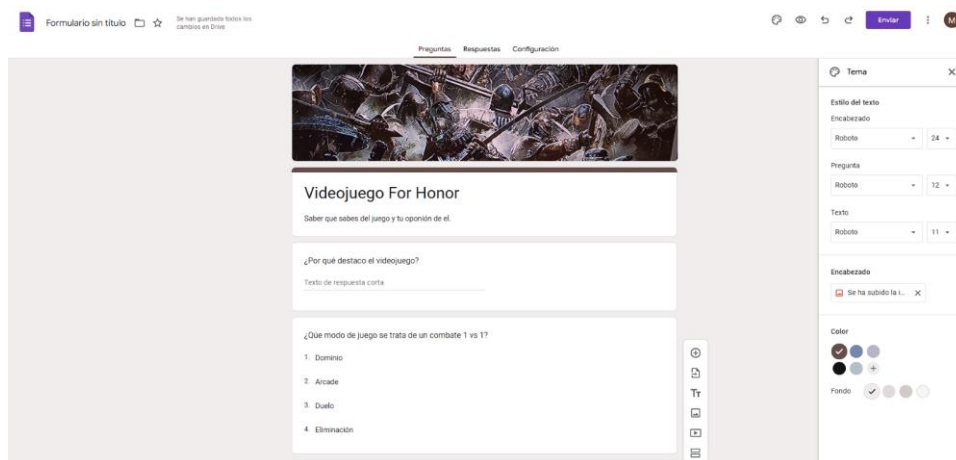 Formulario sin título
Se han guardado todos los
cambios en Drive
Enviar
M
Preguntas Respuestas Configuración
Tema
Estilo del texto
Encabezado
Roboto 24
Pregunta
Roboto 12
Texto
Roboto 11
Encabezado
Se ha subido la i...
Color
Fondo
Videojuego For Honor
Saber que sabes del juego y tu oponión de el.
¿Por qué destaco el videojuego?
Texto de respuesta corta
¿Qúe modo de juego se trata de un combate 1 vs 1?
1. Dominio
2. Arcade
3. Duelo
4. Eliminación
Tт